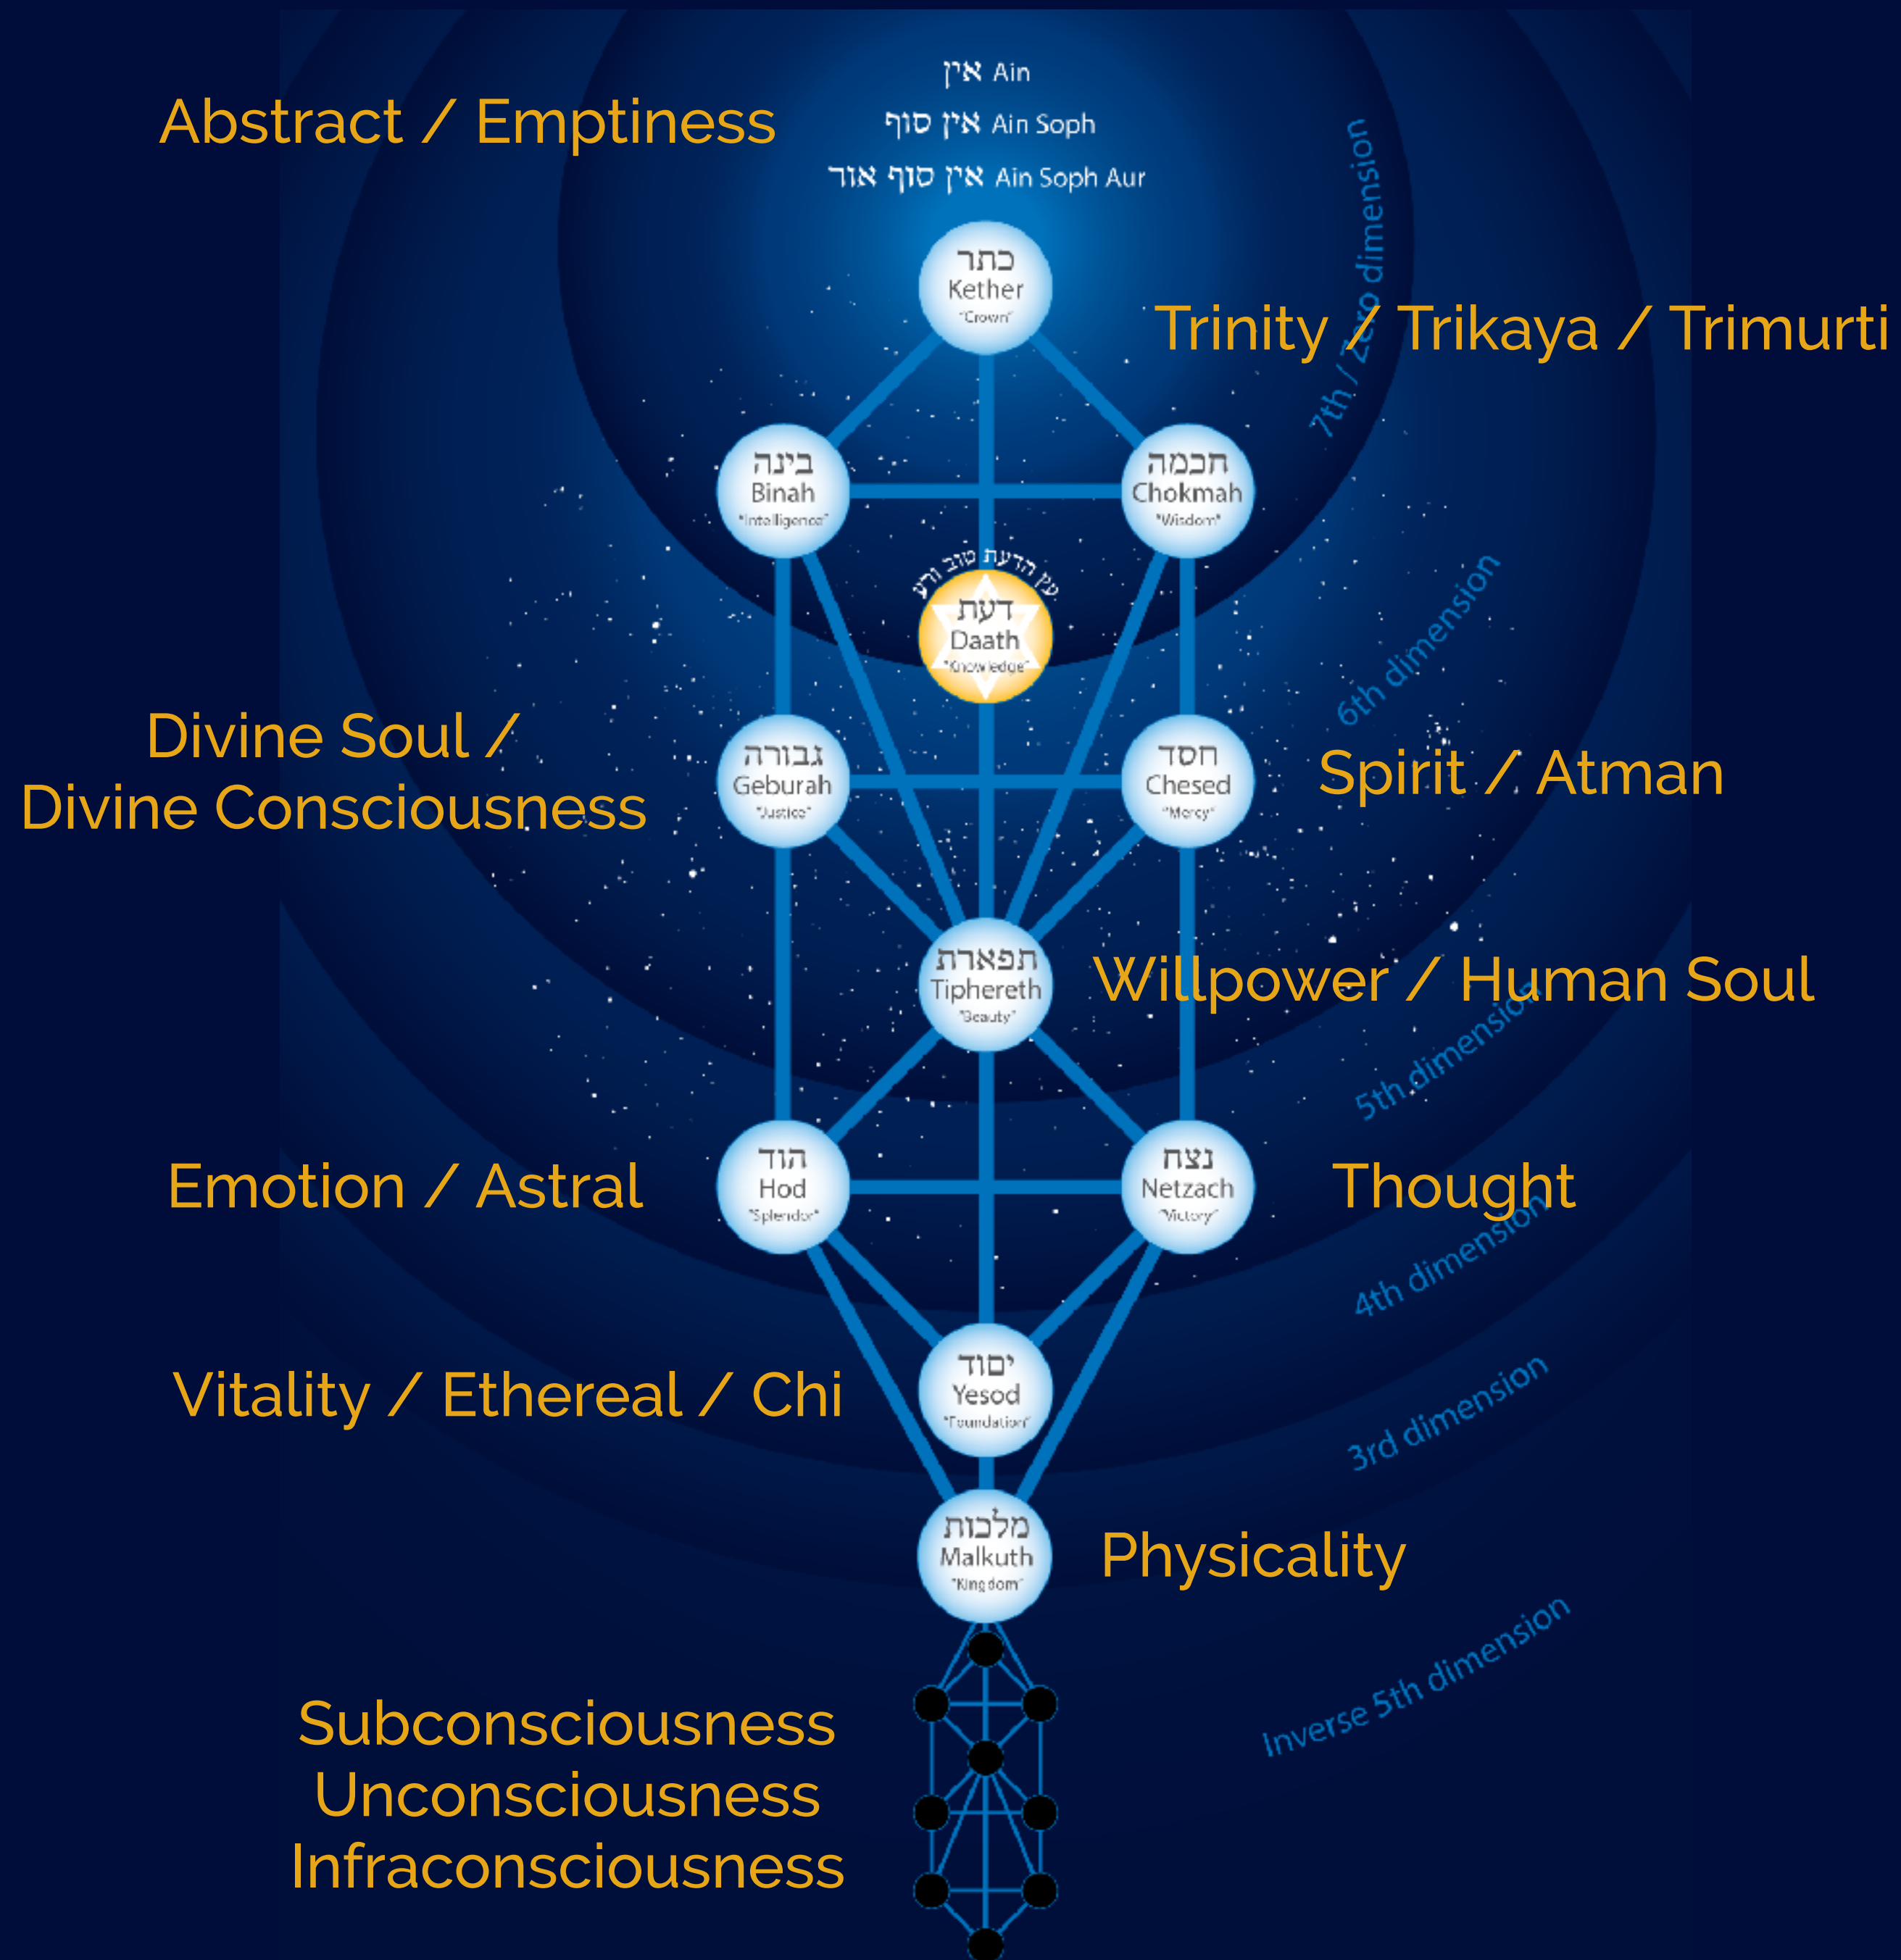 אין Ain
Abstract / Emptiness
אין סוף Ain Soph
אין סוף אור Ain Soph Aur
כתר
Kether
"Crown"
Trinity / Trikaya / Trimurti
7th / Zero dimension
בינה
Binah
"Intelligence"
חכמה
Chokmah
"Wisdom"
עץ הדעת טוב ורע
דעת
Daath
"Knowledge"
6th dimension
Divine Soul /
Divine Consciousness
גבורה
Geburah
"Justice"
חסד
Chesed
"Mercy"
Spirit / Atman
תפארת
Tiphereth
"Beauty"
Willpower / Human Soul
5th dimension
Emotion / Astral
הוד
Hod
"Splendor"
נצח
Netzach
"Victory"
Thought
4th dimension
Vitality / Ethereal / Chi
יסוד
Yesod
"Foundation"
3rd dimension
מלכות
Malkuth
"Kingdom"
Physicality
Inverse 5th dimension
Subconsciousness
Unconsciousness
Infraconsciousness